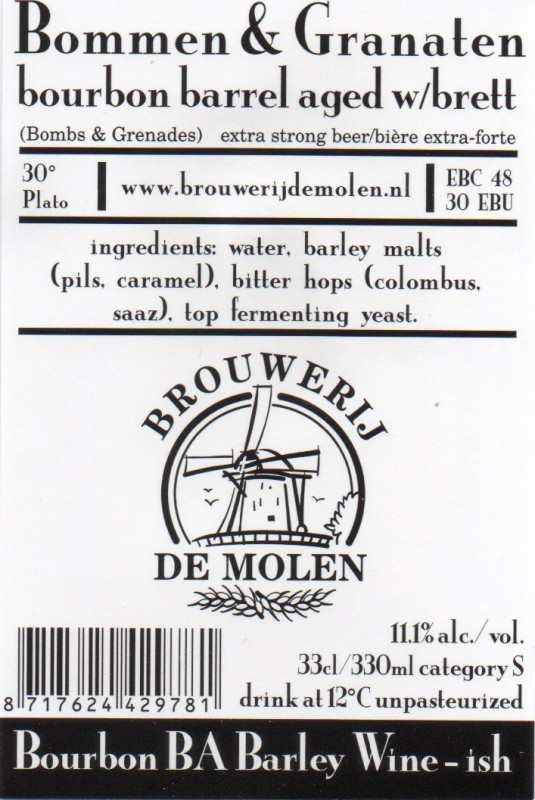 Bommen & Granaten
bourbon barrel aged w/brett
(Bombs & Grenades) extra strong beer/bière extra-forte
30°
Plato
www.brouwerijdemolen.nl
EBC 48
30 EBU
ingredients: water, barley malts
(pils, caramel), bitter hops (colombus,
saaz), top fermenting yeast.
BROUWERIJ
DE MOLEN
11.1% alc./ vol.
33cl/330ml category S
drink at 12°C unpasteurized
8 717624 429781
Bourbon BA Barley Wine - ish